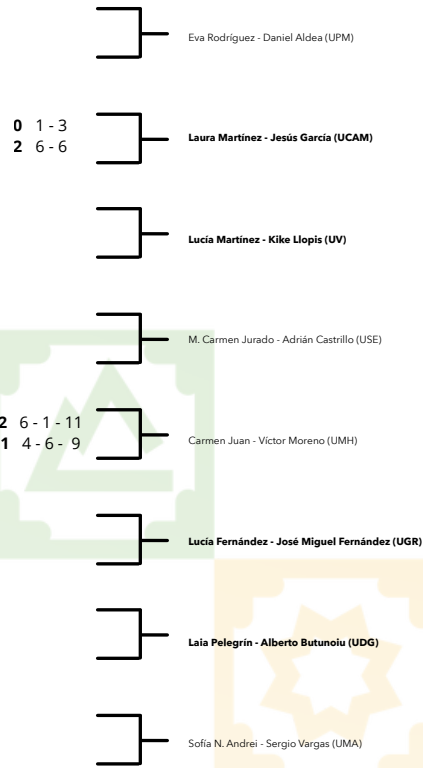 Eva Rodríguez - Daniel Aldea (UPM)
0 1 - 3
2 6 - 6
Laura Martínez - Jesús García (UCAM)
Lucía Martínez - Kike Llopis (UV)
M. Carmen Jurado - Adrián Castrillo (USE)
2 6 - 1 - 11
1 4 - 6 - 9
Carmen Juan - Víctor Moreno (UMH)
Lucía Fernández - José Miguel Fernández (UGR)
Laia Pelegrín - Alberto Butunoiu (UDG)
Sofía N. Andrei - Sergio Vargas (UMA)